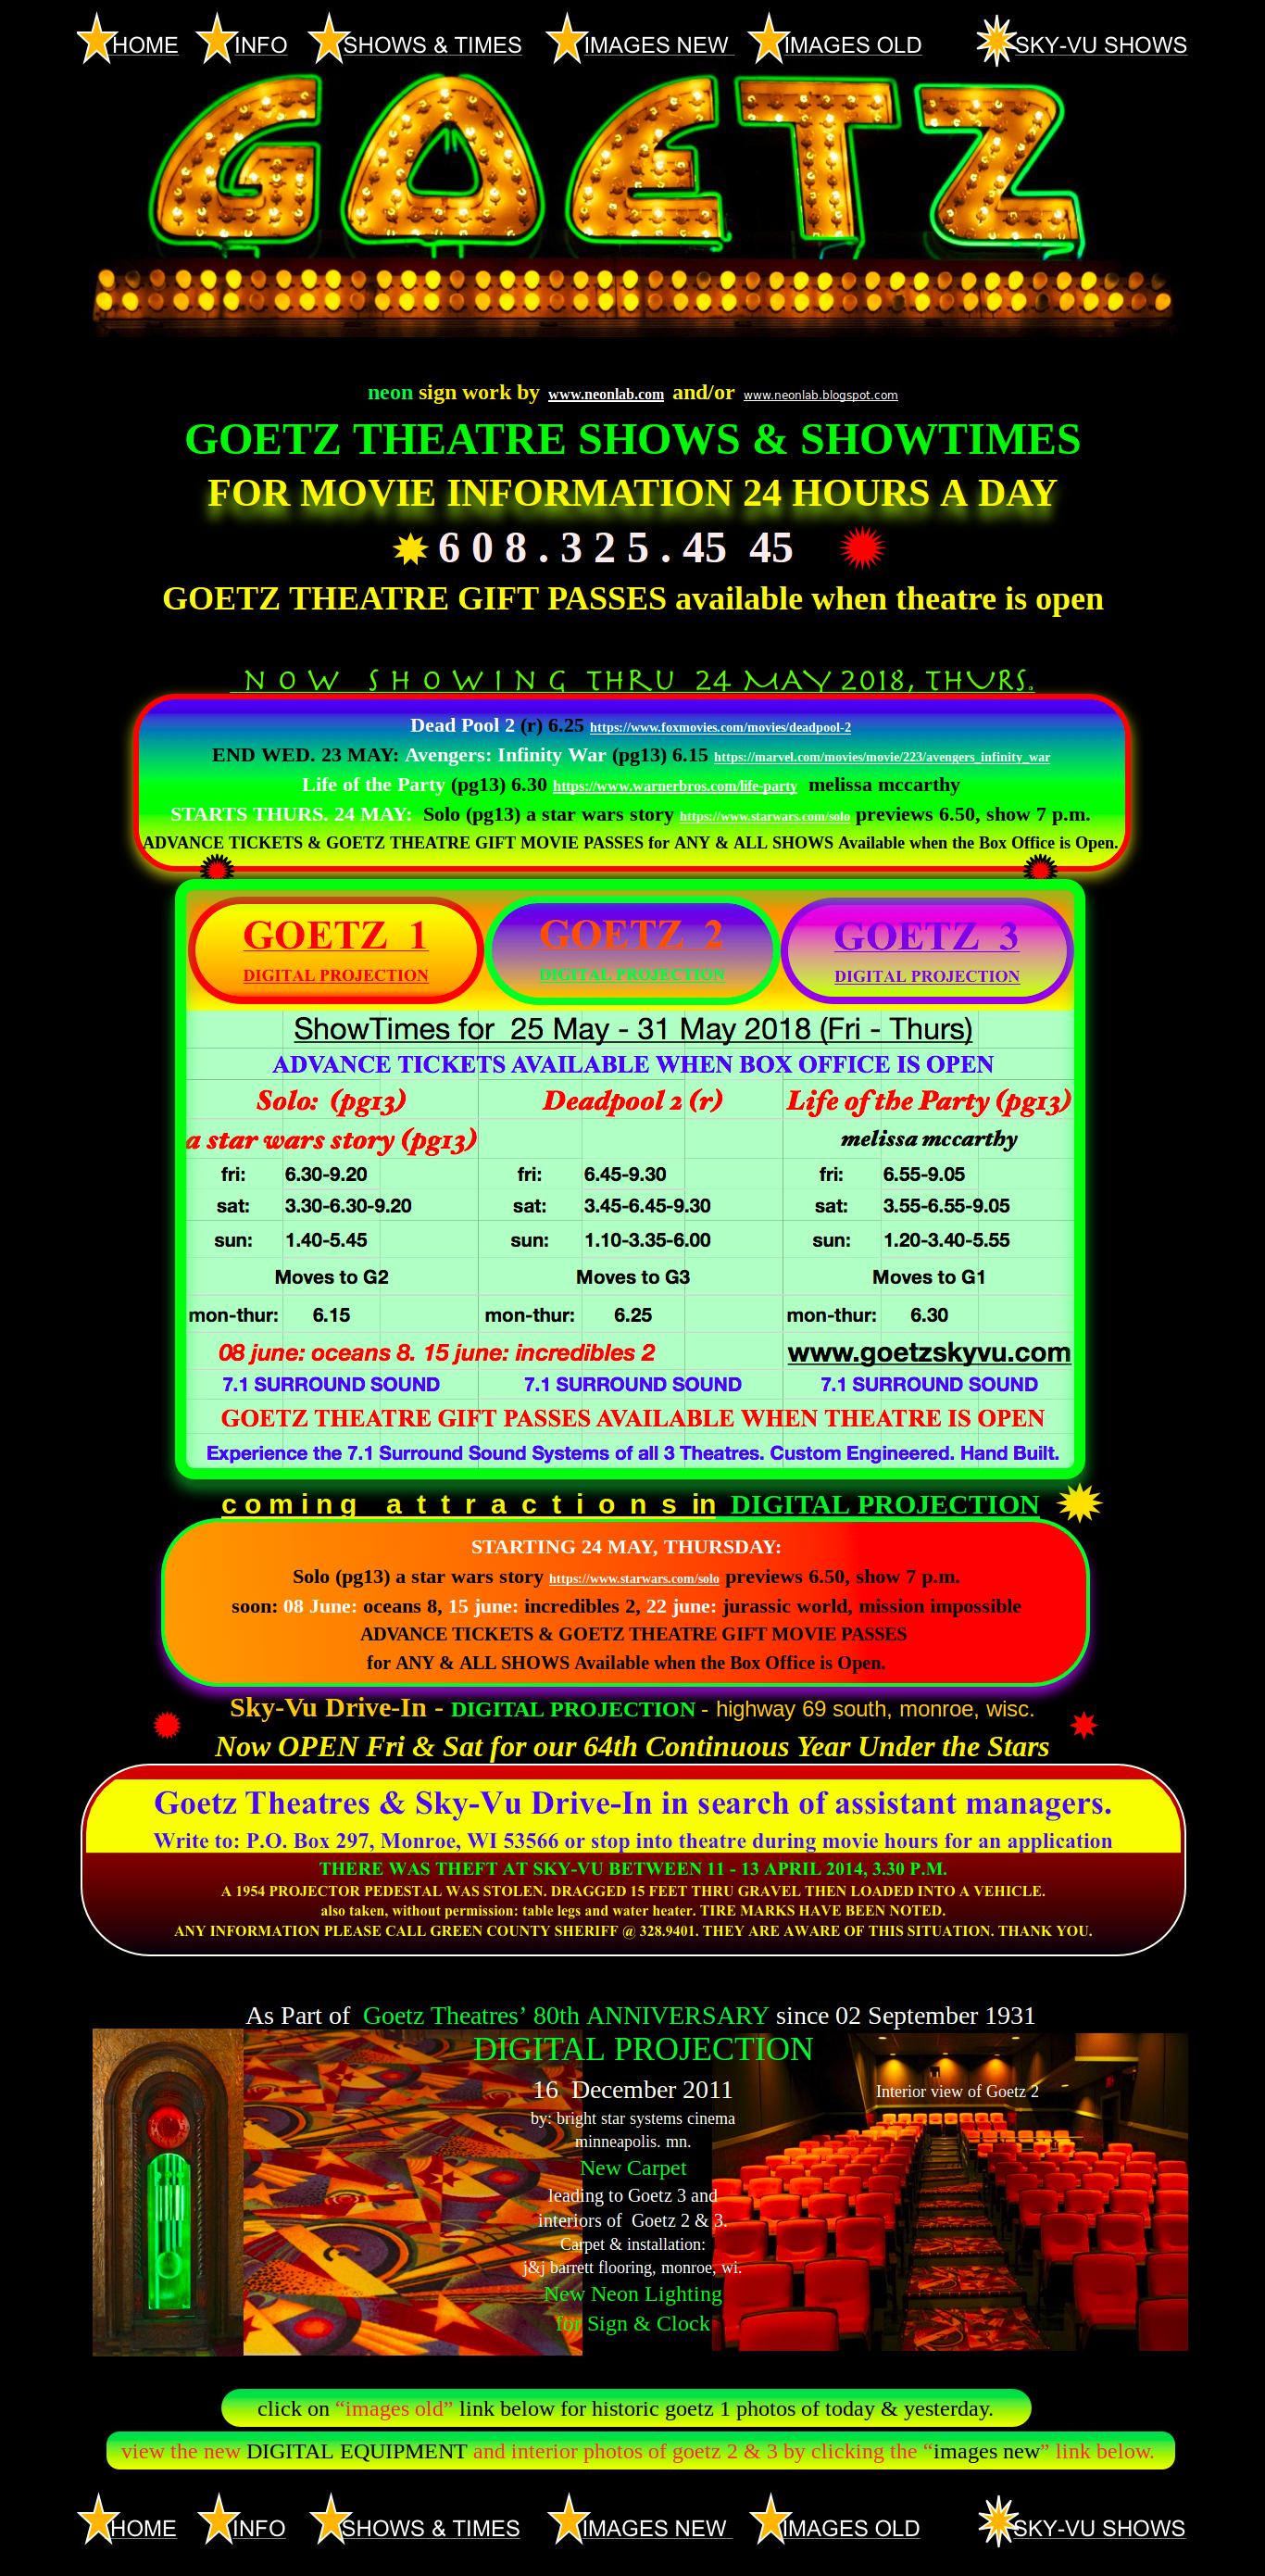 HOME INFO SHOWS & TIMES IMAGES NEW IMAGES OLD SKY-VU SHOWS
GOETZ
neon sign work by www.neonlab.com and/or www.neonlab.blogspot.com
GOETZ THEATRE SHOWS & SHOWTIMES
FOR MOVIE INFORMATION 24 HOURS A DAY
6 0 8 . 3 2 5 . 45 45
GOETZ THEATRE GIFT PASSES available when theatre is open
N O W S H O W I N G THRU 24 MAY 2018, THURS.
Dead Pool 2 (r) 6.25 https://www.foxmovies.com/movies/deadpool-2
END WED. 23 MAY: Avengers: Infinity War (pg13) 6.15 https://marvel.com/movies/movie/223/avengers_infinity_war
Life of the Party (pg13) 6.30 https://www.warnerbros.com/life-party melissa mccarthy
STARTS THURS. 24 MAY: Solo (pg13) a star wars story https://www.starwars.com/solo previews 6.50, show 7 p.m.
ADVANCE TICKETS & GOETZ THEATRE GIFT MOVIE PASSES for ANY & ALL SHOWS Available when the Box Office is Open.
GOETZ 1 GOETZ 2 GOETZ 3
DIGITAL PROJECTION DIGITAL PROJECTION DIGITAL PROJECTION
ShowTimes for 25 May - 31 May 2018 (Fri - Thurs)
ADVANCE TICKETS AVAILABLE WHEN BOX OFFICE IS OPEN
Solo: (pg13) Deadpool 2 (r) Life of the Party (pg13)
a star wars story (pg13) melissa mccarthy
fri: 6.30-9.20 fri: 6.45-9.30 fri: 6.55-9.05
sat: 3.30-6.30-9.20 sat: 3.45-6.45-9.30 sat: 3.55-6.55-9.05
sun: 1.40-5.45 sun: 1.10-3.35-6.00 sun: 1.20-3.40-5.55
Moves to G2 Moves to G3 Moves to G1
mon-thur: 6.15 mon-thur: 6.25 mon-thur: 6.30
08 june: oceans 8. 15 june: incredibles 2 www.goetzskyvu.com
7.1 SURROUND SOUND 7.1 SURROUND SOUND 7.1 SURROUND SOUND
GOETZ THEATRE GIFT PASSES AVAILABLE WHEN THEATRE IS OPEN
Experience the 7.1 Surround Sound Systems of all 3 Theatres. Custom Engineered. Hand Built.
c o m i n g a t t r a c t i o n s in DIGITAL PROJECTION
STARTING 24 MAY, THURSDAY:
Solo (pg13) a star wars story https://www.starwars.com/solo previews 6.50, show 7 p.m.
soon: 08 June: oceans 8, 15 june: incredibles 2, 22 june: jurassic world, mission impossible
ADVANCE TICKETS & GOETZ THEATRE GIFT MOVIE PASSES
for ANY & ALL SHOWS Available when the Box Office is Open.
Sky-Vu Drive-In - DIGITAL PROJECTION - highway 69 south, monroe, wisc.
Now OPEN Fri & Sat for our 64th Continuous Year Under the Stars
Goetz Theatres & Sky-Vu Drive-In in search of assistant managers.
Write to: P.O. Box 297, Monroe, WI 53566 or stop into theatre during movie hours for an application
THERE WAS THEFT AT SKY-VU BETWEEN 11 - 13 APRIL 2014, 3.30 P.M.
A 1954 PROJECTOR PEDESTAL WAS STOLEN. DRAGGED 15 FEET THRU GRAVEL THEN LOADED INTO A VEHICLE.
also taken, without permission: table legs and water heater. TIRE MARKS HAVE BEEN NOTED.
ANY INFORMATION PLEASE CALL GREEN COUNTY SHERIFF @ 328.9401. THEY ARE AWARE OF THIS SITUATION. THANK YOU.
As Part of Goetz Theatres’ 80th ANNIVERSARY since 02 September 1931
DIGITAL PROJECTION
16 December 2011
Interior view of Goetz 2
by: bright star systems cinema
minneapolis. mn.
New Carpet
leading to Goetz 3 and
interiors of Goetz 2 & 3.
Carpet & installation:
j&j barrett flooring, monroe, wi.
New Neon Lighting
for Sign & Clock
click on “images old” link below for historic goetz 1 photos of today & yesterday.
view the new DIGITAL EQUIPMENT and interior photos of goetz 2 & 3 by clicking the “images new” link below.
HOME INFO SHOWS & TIMES IMAGES NEW IMAGES OLD SKY-VU SHOWS